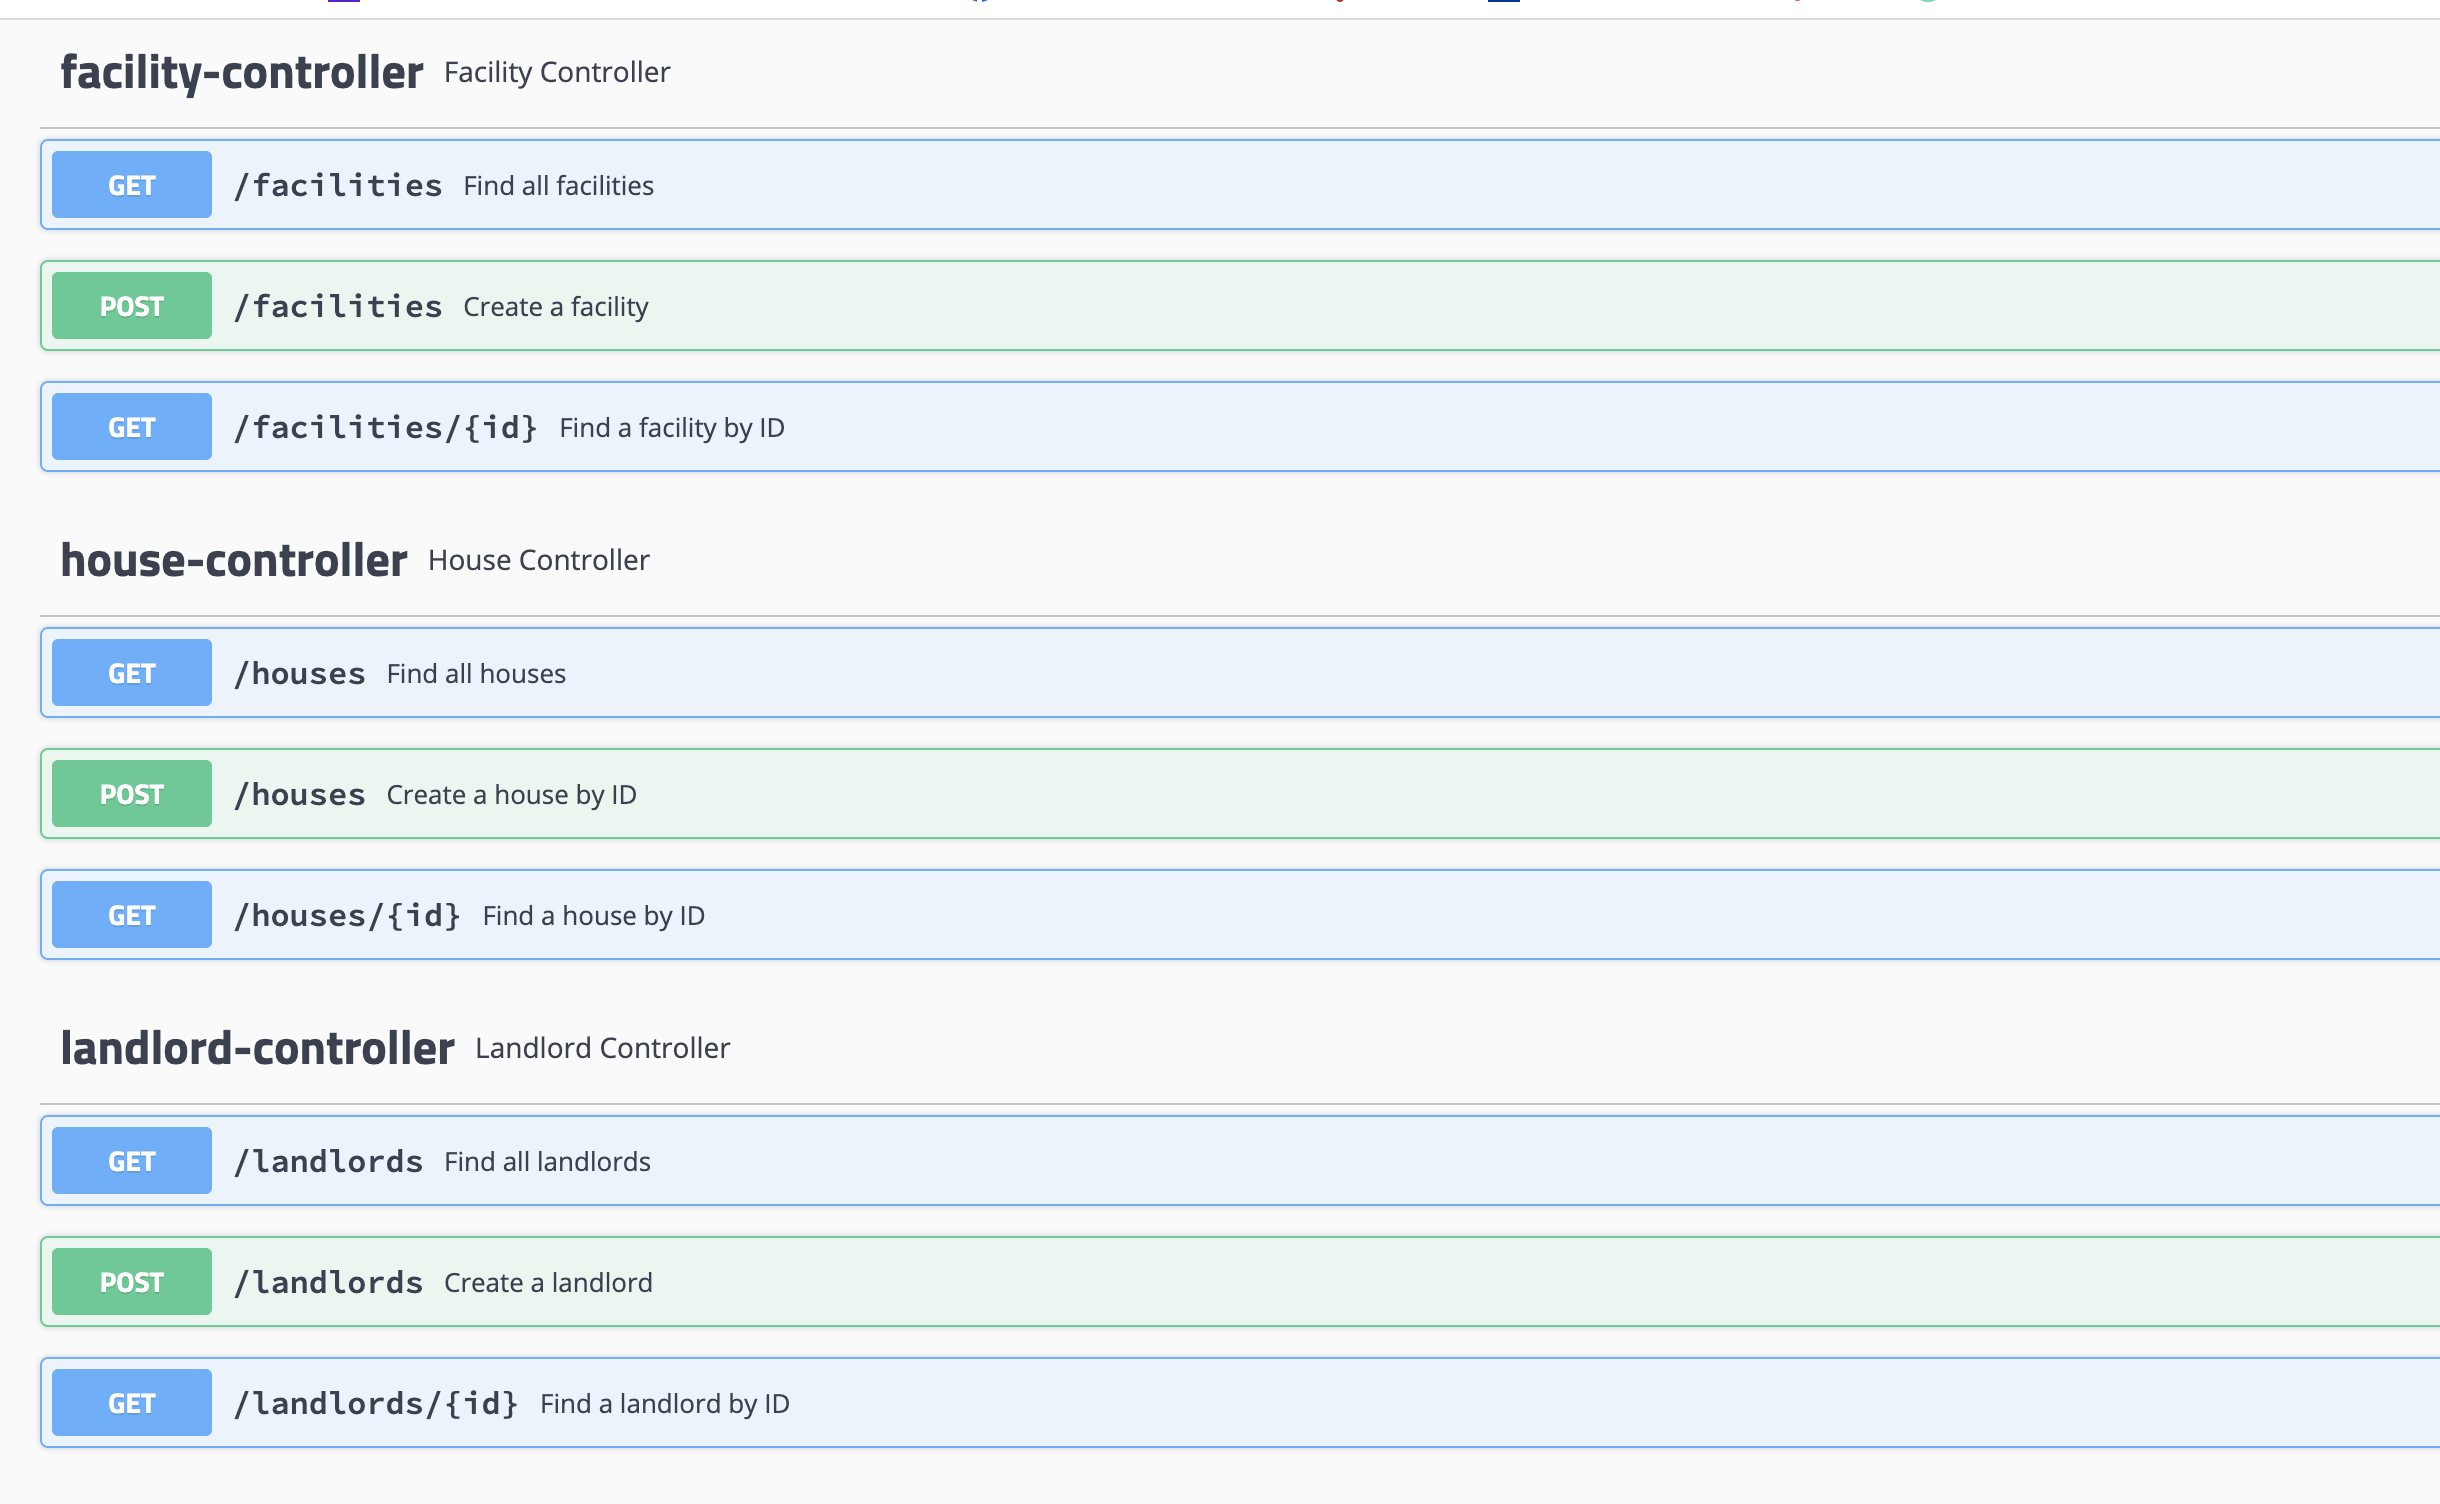 facility-controller Facility Controller
GET /facilities Find all facilities
POST /facilities Create a facility
GET /facilities/{id} Find a facility by ID
house-controller House Controller
GET /houses Find all houses
POST /houses Create a house by ID
GET /houses/{id} Find a house by ID
landlord-controller Landlord Controller
GET /landlords Find all landlords
POST /landlords Create a landlord
GET /landlords/{id} Find a landlord by ID